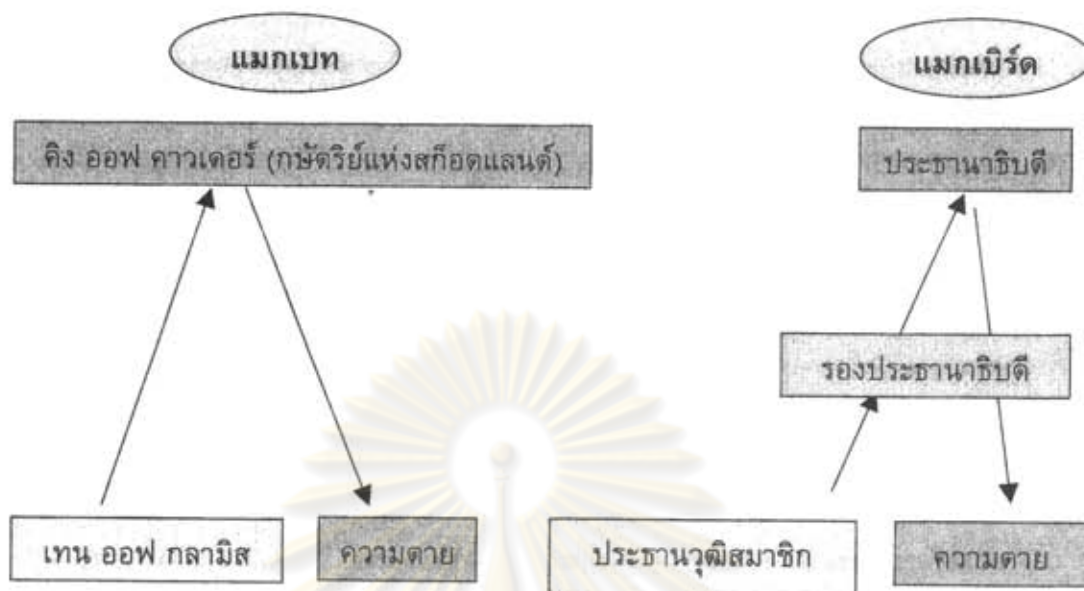 แมกเบท
แมกเบิร์ด
คิง ออฟ คาวเดอร์ (กษัตริย์แห่งสก็อตแลนด์)
ประธานาธิบดี
รองประธานาธิบดี
เทน ออฟ กลามิส
ความตาย
ประธานวุฒิสมาชิก
ความตาย